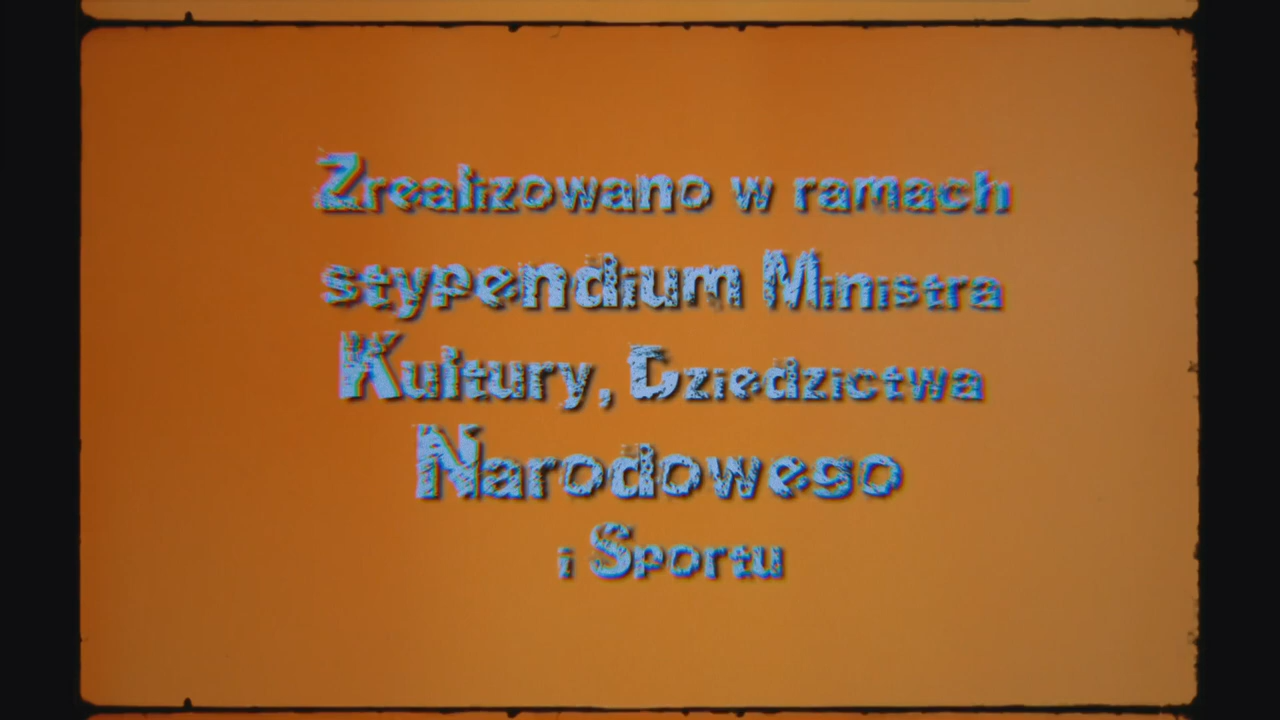 Zrealizowano w ramach
stypendium Ministra
Kultury, Dziedzictwa
Narodowego
i Sportu